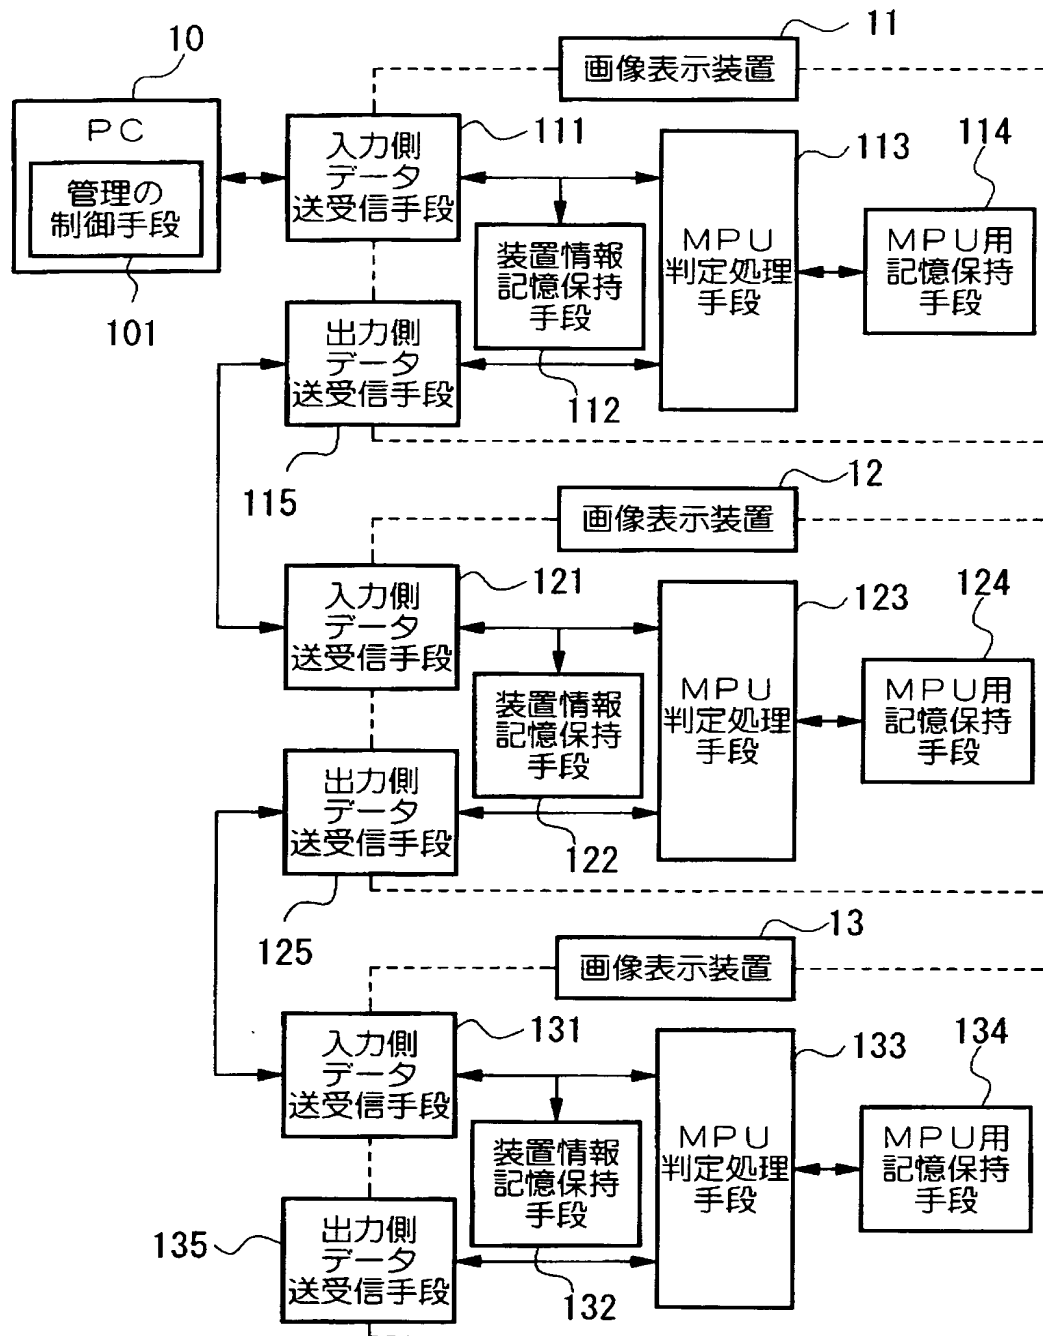 10
PC
管理の
制御手段
101
11
画像表示装置
入力側
データ
送受信手段
111
装置情報
記憶保持
手段
112
MPU
判定処理
手段
113
MPU用
記憶保持
手段
114
出力側
データ
送受信手段
115
12
画像表示装置
入力側
データ
送受信手段
121
装置情報
記憶保持
手段
122
MPU
判定処理
手段
123
MPU用
記憶保持
手段
124
出力側
データ
送受信手段
125
13
画像表示装置
入力側
データ
送受信手段
131
装置情報
記憶保持
手段
132
MPU
判定処理
手段
133
MPU用
記憶保持
手段
134
出力側
データ
送受信手段
135